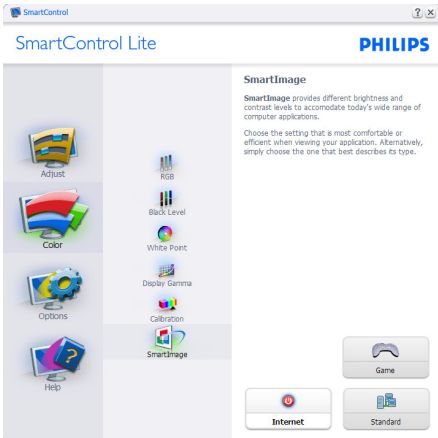 SmartControl
? ×
SmartControl Lite
PHILIPS
Adjust
Color
Options
Help
RGB
Black Level
White Point
Display Gamma
Calibration
SmartImage
SmartImage
SmartImage provides different brightness and
contrast levels to accomodate today's wide range of
computer applications.
Choose the setting that is most comfortable or
efficient when viewing your application. Alternatively,
simply choose the one that best describes its type.
Game
Internet
Standard